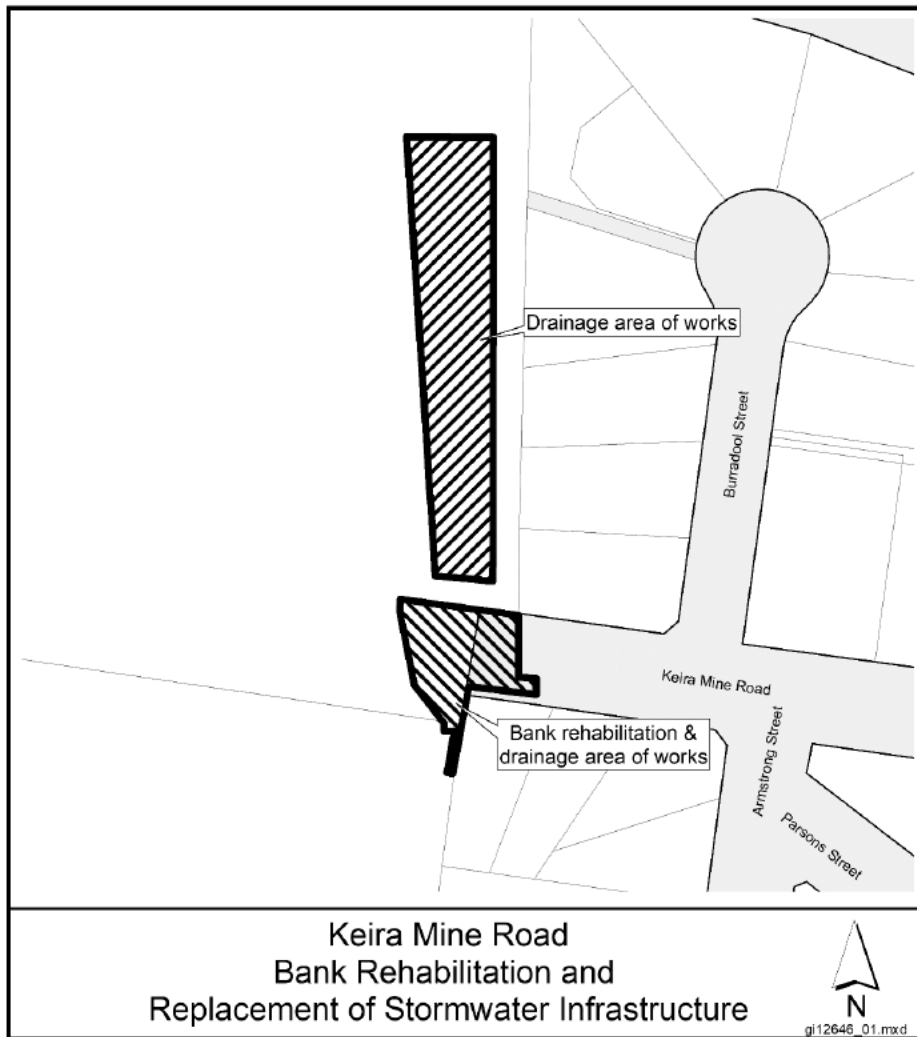 Drainage area of works
Burradool Street
Keira Mine Road
Bank rehabilitation &
drainage area of works
Armstrong Street
Parsons Street
Keira Mine Road
Bank Rehabilitation and
Replacement of Stormwater Infrastructure
N
gi12646_01.mxd